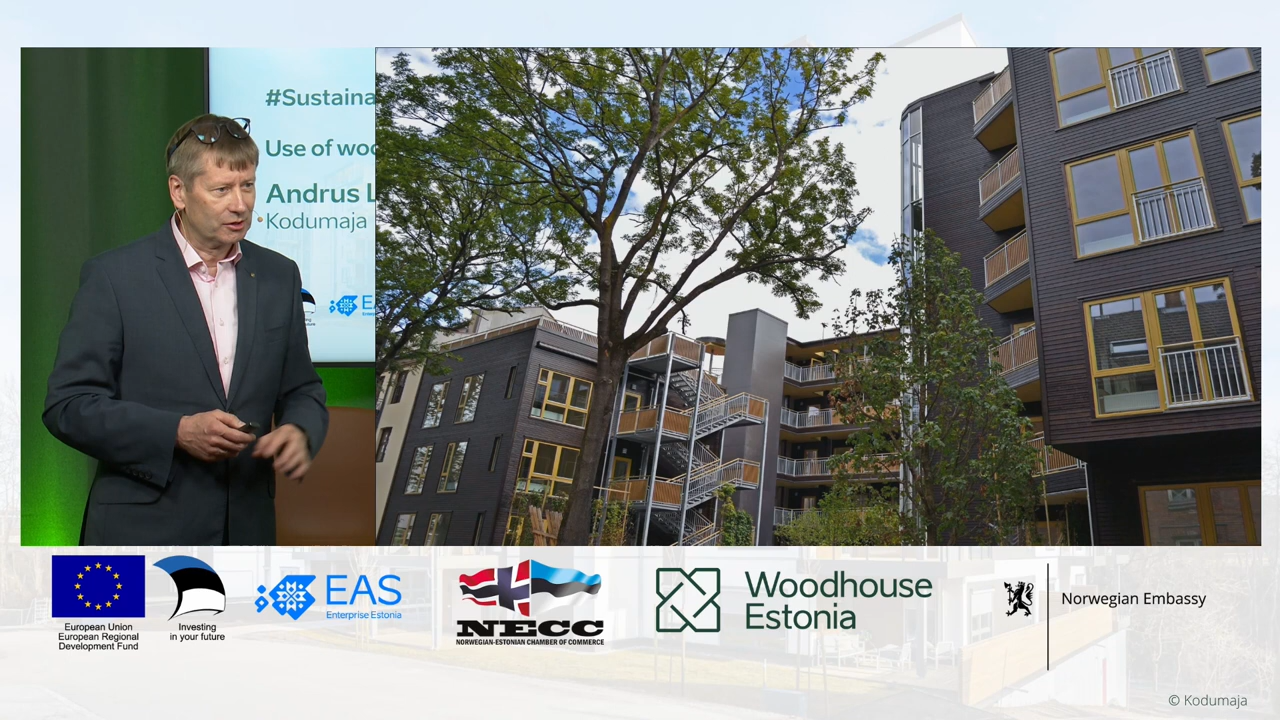 #Sustaina
Use of woo
Andrus L
Kodumaja
EAS
European Union
European Regional
Development Fund
Investing
in your future
EAS
Enterprise Estonia
NECC
NORWEGIAN-ESTONIAN CHAMBER OF COMMERCE
Woodhouse
Estonia
Norwegian Embassy
© Kodumaja